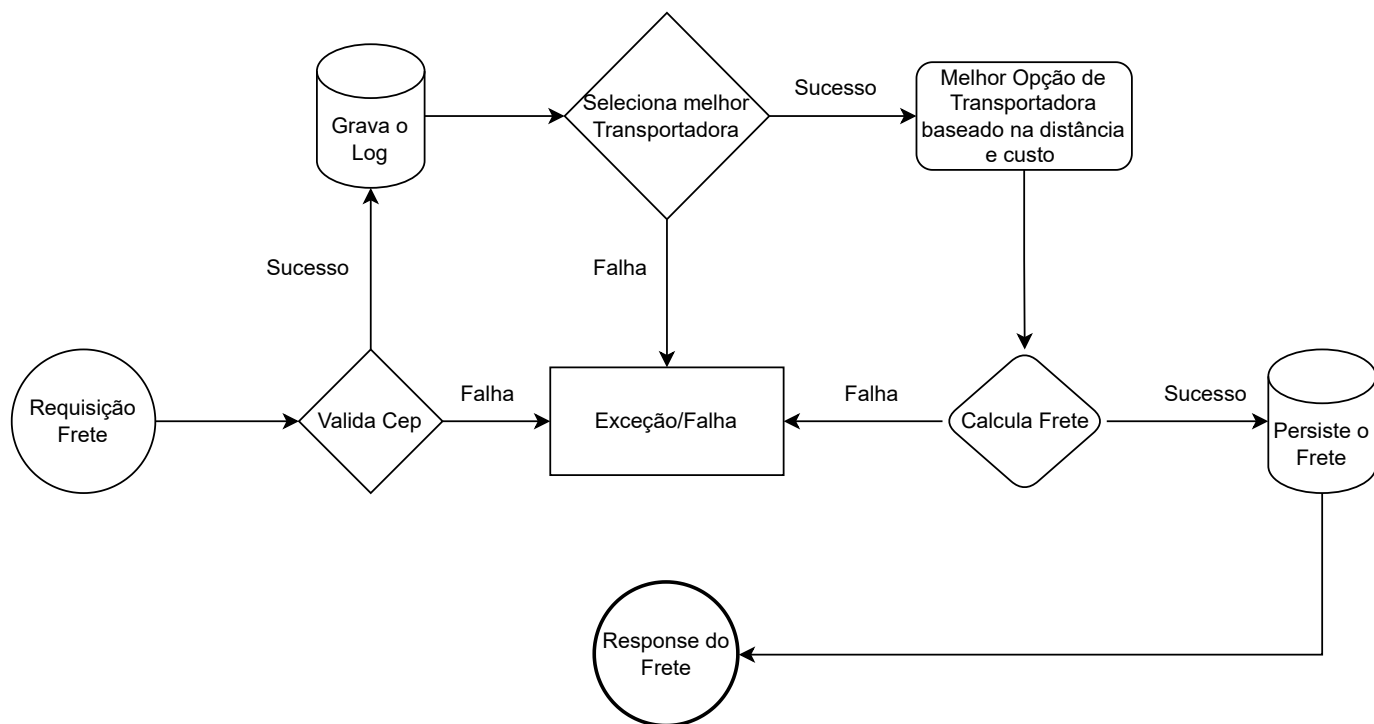 Grava o
Log
Seleciona melhor
Transportadora
Sucesso
Melhor Opção de
Transportadora
baseado na distância
e custo
Sucesso
Falha
Requisição
Frete
Valida Cep
Falha
Exceção/Falha
Falha
Calcula Frete
Sucesso
Persiste o
Frete
Response do
Frete